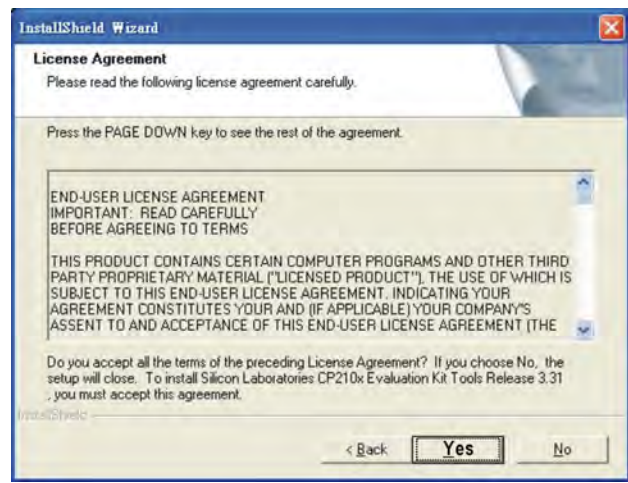 InstallShield Wizard
License Agreement
Please read the following license agreement carefully.
Press the PAGE DOWN key to see the rest of the agreement.
END-USER LICENSE AGREEMENT
IMPORTANT: READ CAREFULLY
BEFORE AGREEING TO TERMS
THIS PRODUCT CONTAINS CERTAIN COMPUTER PROGRAMS AND OTHER THIRD
PARTY PROPRIETARY MATERIAL ("LICENSED PRODUCT"), THE USE OF WHICH IS
SUBJECT TO THIS END-USER LICENSE AGREEMENT. INDICATING YOUR
AGREEMENT CONSTITUTES YOUR AND (IF APPLICABLE) YOUR COMPANY'S
ASSENT TO AND ACCEPTANCE OF THIS END-USER LICENSE AGREEMENT (THE
Do you accept all the terms of the preceding License Agreement? If you choose No, the
setup will close. To install Silicon Laboratories CP210x Evaluation Kit Tools Release 3.31
, you must accept this agreement.
InstallShield
< Back Yes No